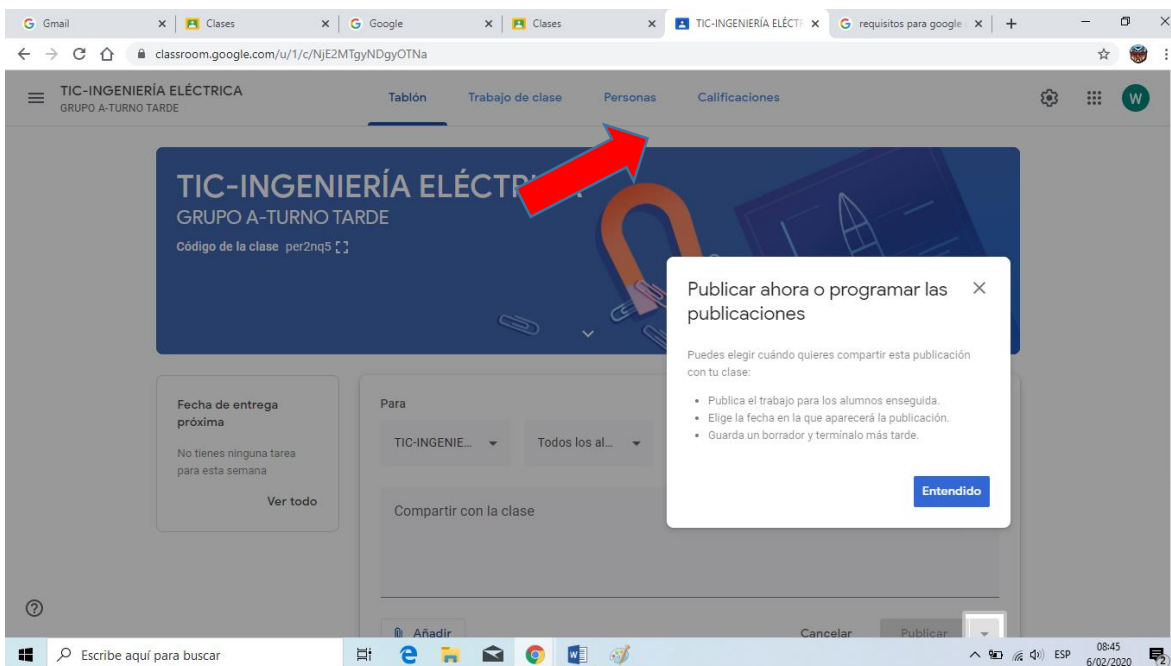 Gmail
Clases
Google
Clases
TIC-INGENIERÍA ELÉCTR
requisitos para google
classroom.google.com/u/1/c/NjE2MTgyNDgyOTNa
TIC-INGENIERÍA ELÉCTRICA
GRUPO A-TURNO TARDE
Tablón
Trabajo de clase
Personas
Calificaciones
W
TIC-INGENIERÍA ELÉCTRICA
GRUPO A-TURNO TARDE
Código de la clase per2nq5
Publicar ahora o programar las
publicaciones
Puedes elegir cuándo quieres compartir esta publicación
con tu clase:
• Publica el trabajo para los alumnos enseguida.
• Elige la fecha en la que aparecerá la publicación.
• Guarda un borrador y termínalo más tarde.
Entendido
Fecha de entrega
próxima
No tienes ninguna tarea
para esta semana
Ver todo
Para
TIC-INGENIE...
Todos los al...
Compartir con la clase
Añadir
Cancelar
Publicar
Escribe aquí para buscar
ESP
08:45
6/02/2020